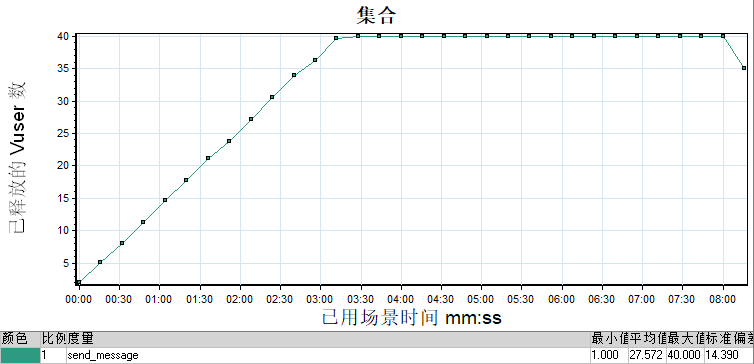 集合
已释放的 Vuser 数
40
35
30
25
20
15
10
5
00:00 00:30 01:00 01:30 02:00 02:30 03:00 03:30 04:00 04:30 05:00 05:30 06:00 06:30 07:00 07:30 08:00
已用场景时间 mm:ss
颜色 比例 度量 最小值 平均值 最大值 标准偏差
1 send_message 1.000 27.572 40.000 14.390